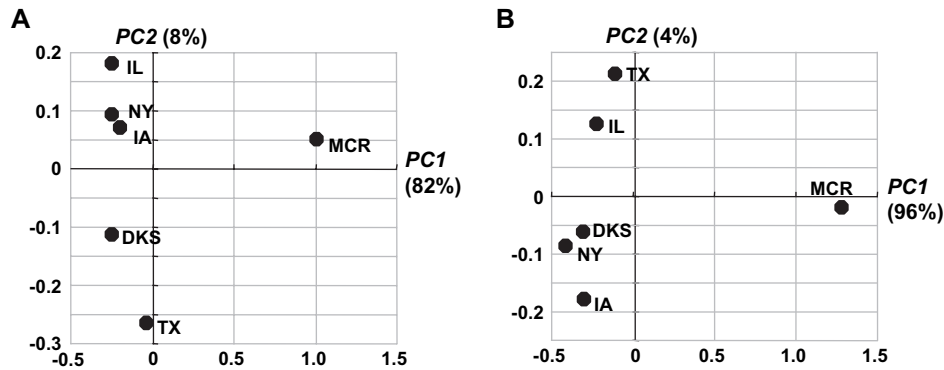 A
PC2 (8%)
0.2
0.1
0
-0.1
-0.2
-0.3
IL
NY
IA
MCR
DKS
TX
PC1
(82%)
-0.5
0
0.5
1.0
1.5
B
PC2 (4%)
0.2
0.1
0
-0.1
-0.2
TX
IL
MCR
DKS
NY
IA
PC1
(96%)
-0.5
0
0.5
1.0
1.5